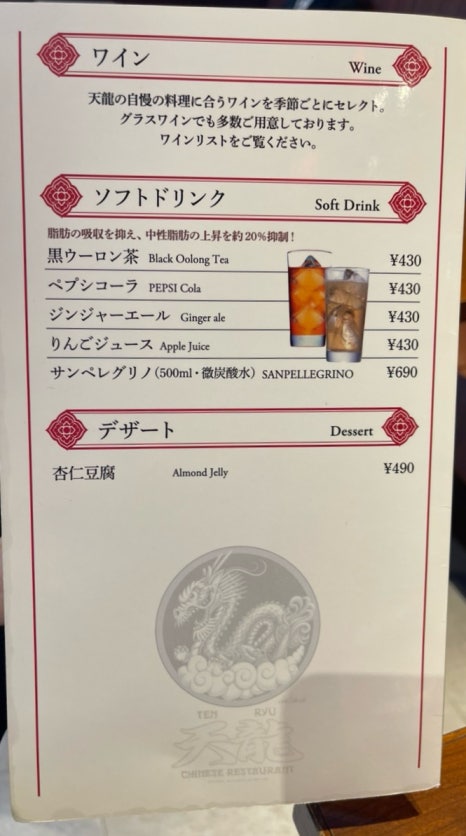 ワイン Wine
天龍の自慢の料理に合うワインを季節ごとにセレクト。
グラスワインでも多数ご用意しております。
ワインリストをご覧ください。
ソフトドリンク Soft Drink
脂肪の吸収を抑え、中性脂肪の上昇を約20%抑制！
黒ウーロン茶 Black Oolong Tea ¥430
ペプシコーラ PEPSI Cola ¥430
ジンジャーエール Ginger ale ¥430
りんごジュース Apple Juice ¥430
サンペレグリノ（500ml・微炭酸水） SANPELLEGRINO ¥690
デザート Dessert
杏仁豆腐 Almond Jelly ¥490
TEN RYU
天龍
CHINESE RESTAURANT